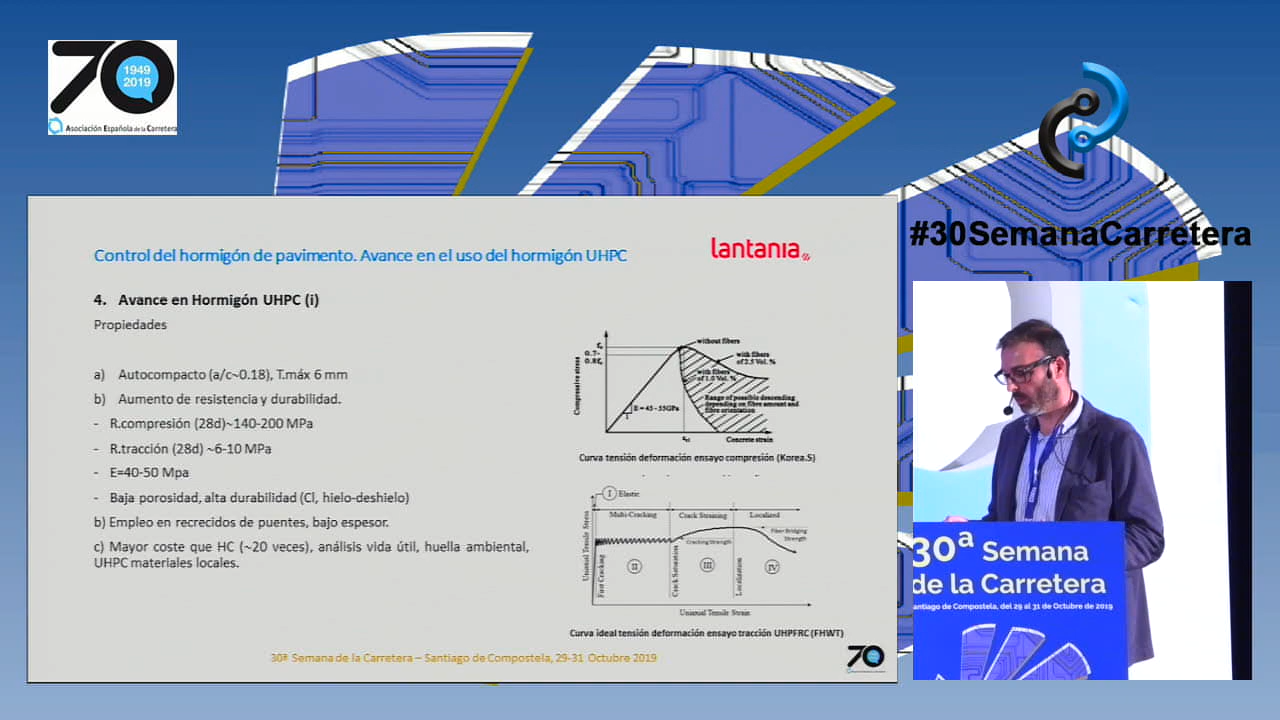 70
1949
2019
Asociación Española de la Carretera
#30SemanaCarretera
Control del hormigón de pavimento. Avance en el uso del hormigón UHPC
lantania
4. Avance en Hormigón UHPC (i)
Propiedades
a) Autocompacto (a/c~0.18), T.máx 6 mm
b) Aumento de resistencia y durabilidad.
- R.compresión (28d)~140-200 MPa
- R.tracción (28d) ~6-10 MPa
- E=40-50 Mpa
- Baja porosidad, alta durabilidad (Cl, hielo-deshielo)
b) Empleo en recrecidos de puentes, bajo espesor.
c) Mayor coste que HC (~20 veces), análisis vida útil, huella ambiental,
UHPC materiales locales.
Compressive stress
0.7-
without fibers
with fibers
of 2.5 Vol. %
with fibers
of 1.0 Vol. %
Range of possible descending
depending on fibre amount and
fibre orientation
E = 45 - 55GPa
Concrete strain
Curva tensión deformación ensayo compresión (Korea.S)
Uniaxial Tensile Stress
I Elastic
Multi-Cracking
Crack Straining
Localized
Fiber Bridging
Strength
Cracking Strength
First Cracking
II
Crack Saturation
III
Localization
IV
Uniaxial Tensile Strain
Curva ideal tensión deformación ensayo tracción UHPFRC (FHWT)
30ª Semana de la Carretera – Santiago de Compostela, 29-31 Octubre 2019
70
30ª Semana
de la Carretera
antiago de Compostela, del 29 al 31 de Octubre de 2019